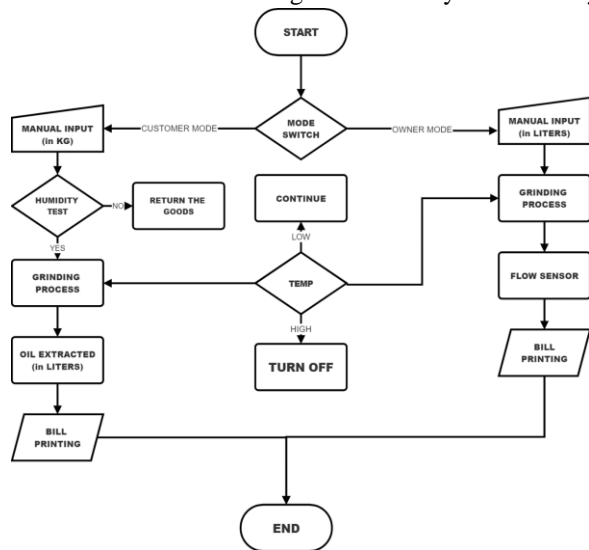 START
MODE
SWITCH
CUSTOMER MODE
OWNER MODE
MANUAL INPUT
(in KG)
MANUAL INPUT
(in LITERS)
HUMIDITY
TEST
NO
RETURN THE
GOODS
CONTINUE
GRINDING
PROCESS
LOW
YES
GRINDING
PROCESS
TEMP
FLOW SENSOR
HIGH
OIL EXTRACTED
(in LITERS)
TURN OFF
BILL
PRINTING
BILL
PRINTING
END